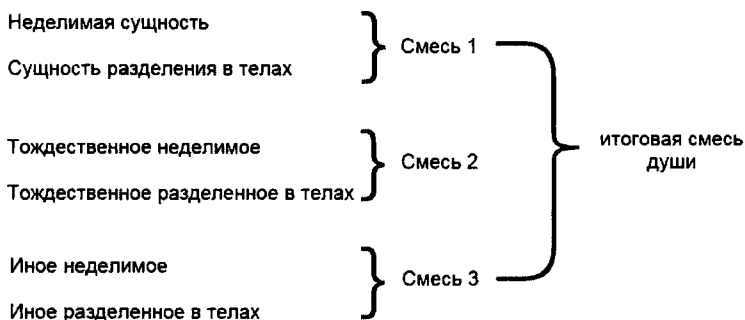 Неделимая сущность
Смесь 1
Сущность разделения в телах
Тождественное неделимое
Смесь 2
Тождественное разделенное в телах
Иное неделимое
Смесь 3
Иное разделенное в телах
итоговая смесь
души